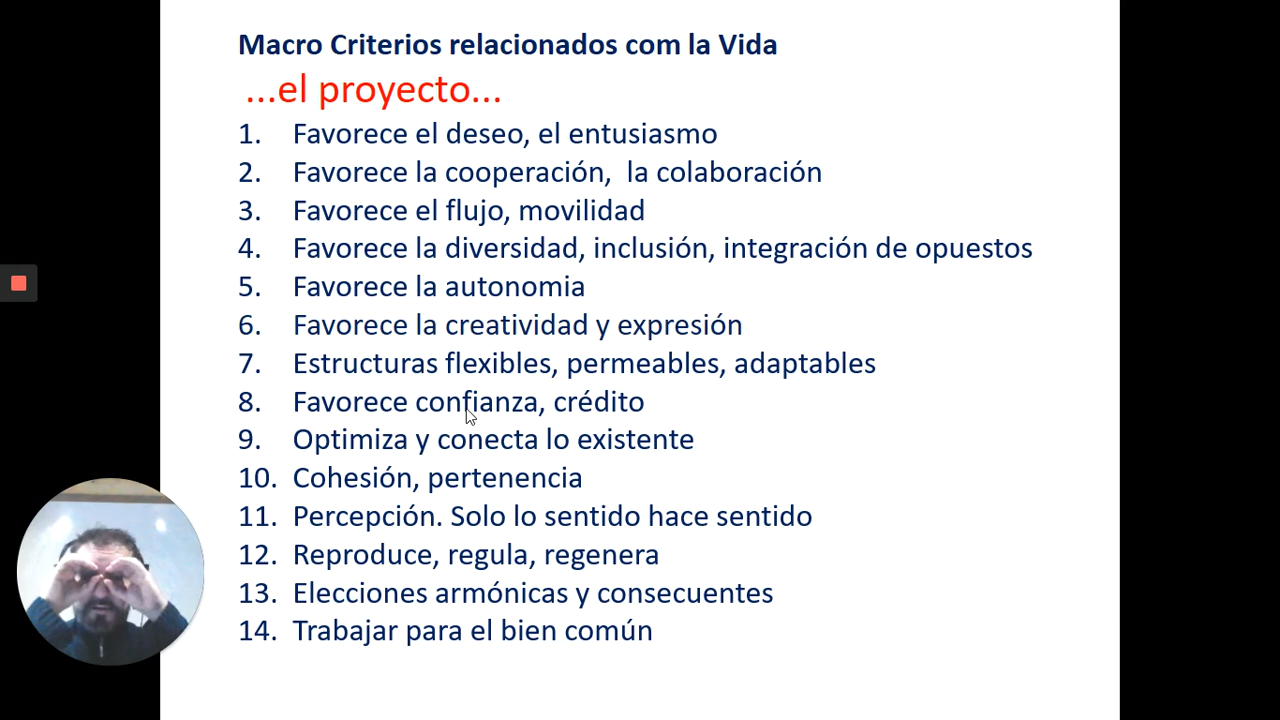 Macro Criterios relacionados com la Vida
...el proyecto...
1. Favorece el deseo, el entusiasmo
2. Favorece la cooperación, la colaboración
3. Favorece el flujo, movilidad
4. Favorece la diversidad, inclusión, integración de opuestos
5. Favorece la autonomia
6. Favorece la creatividad y expresión
7. Estructuras flexibles, permeables, adaptables
8. Favorece confianza, crédito
9. Optimiza y conecta lo existente
10. Cohesión, pertenencia
11. Percepción. Solo lo sentido hace sentido
12. Reproduce, regula, regenera
13. Elecciones armónicas y consecuentes
14. Trabajar para el bien común